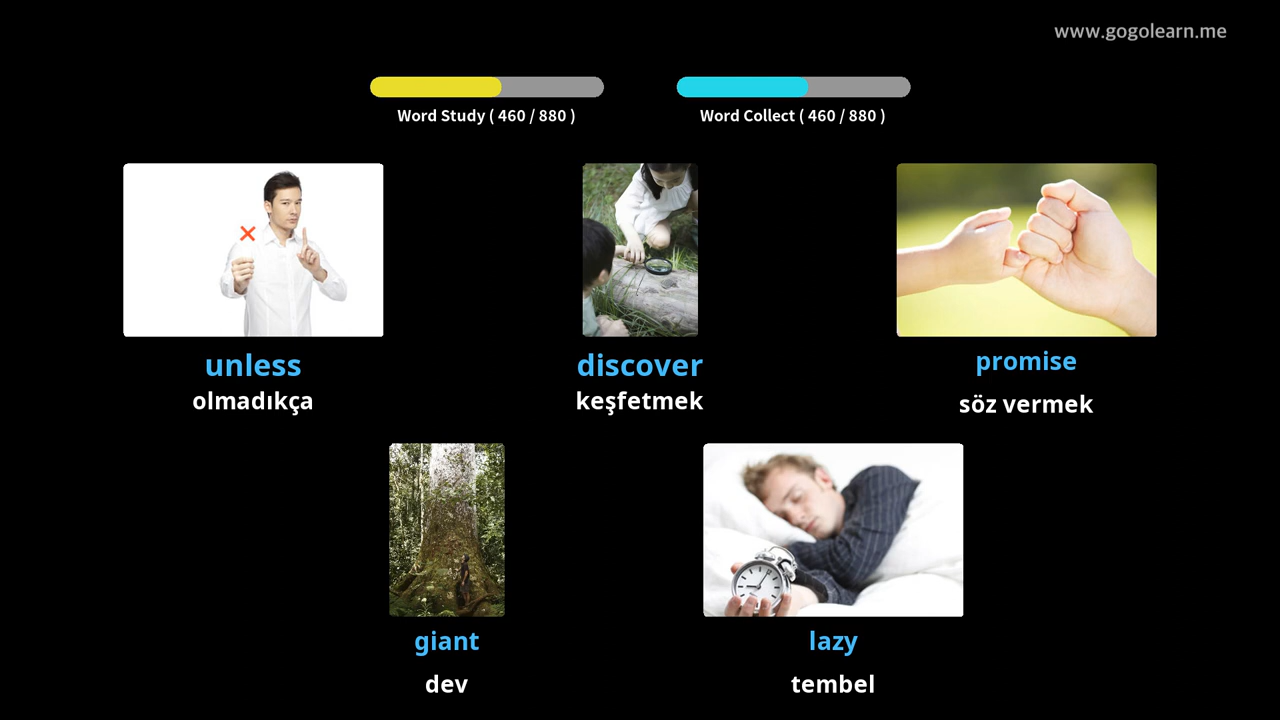 www.gogolearn.me
Word Study ( 460 / 880 )
Word Collect ( 460 / 880 )
unless
olmadıkça
discover
keşfetmek
promise
söz vermek
giant
dev
lazy
tembel